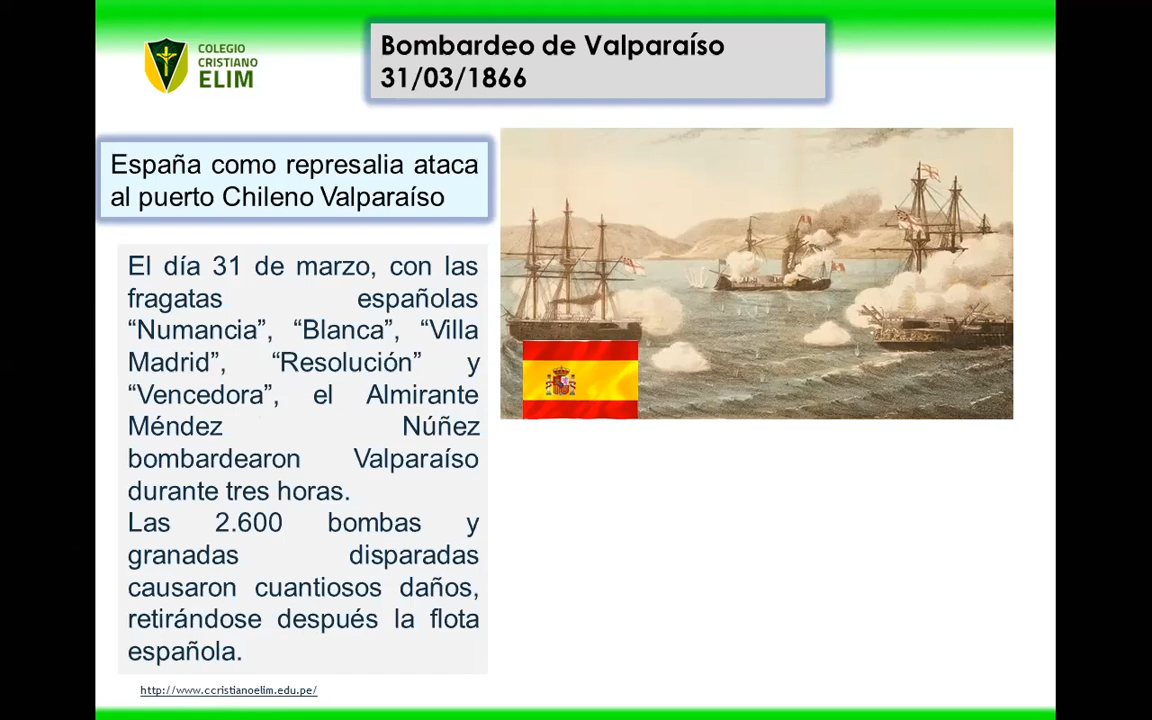 COLEGIO
CRISTIANO
ELIM
Bombardeo de Valparaíso
31/03/1866
España como represalia ataca
al puerto Chileno Valparaíso
El día 31 de marzo, con las
fragatas españolas
“Numancia”, “Blanca”, “Villa
Madrid”, “Resolución” y
“Vencedora”, el Almirante
Méndez Núñez
bombardearon Valparaíso
durante tres horas.
Las 2.600 bombas y
granadas disparadas
causaron cuantiosos daños,
retirándose después la flota
española.
http://www.ccristianoelim.edu.pe/